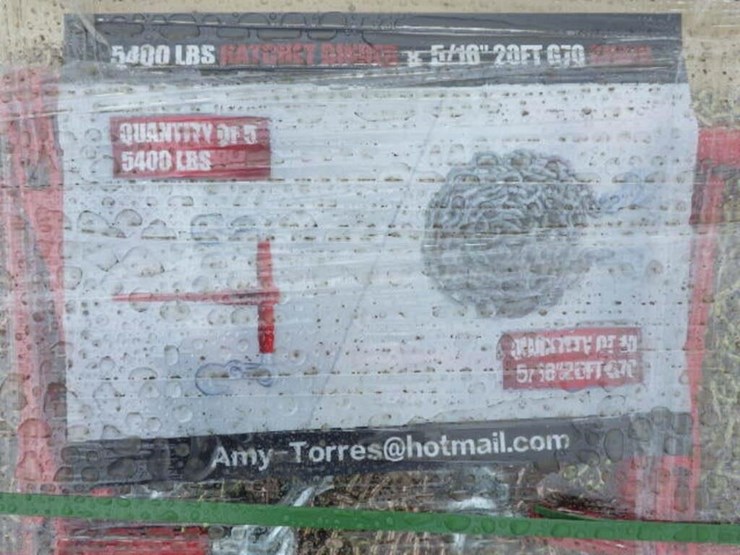 5400 LBS RATCHET BINDER & 5/16" 20FT G70
QUANTITY OF 5
5400 LBS
QUANTITY OF 10
5/16" 20FT G70
Amy-Torres@hotmail.com